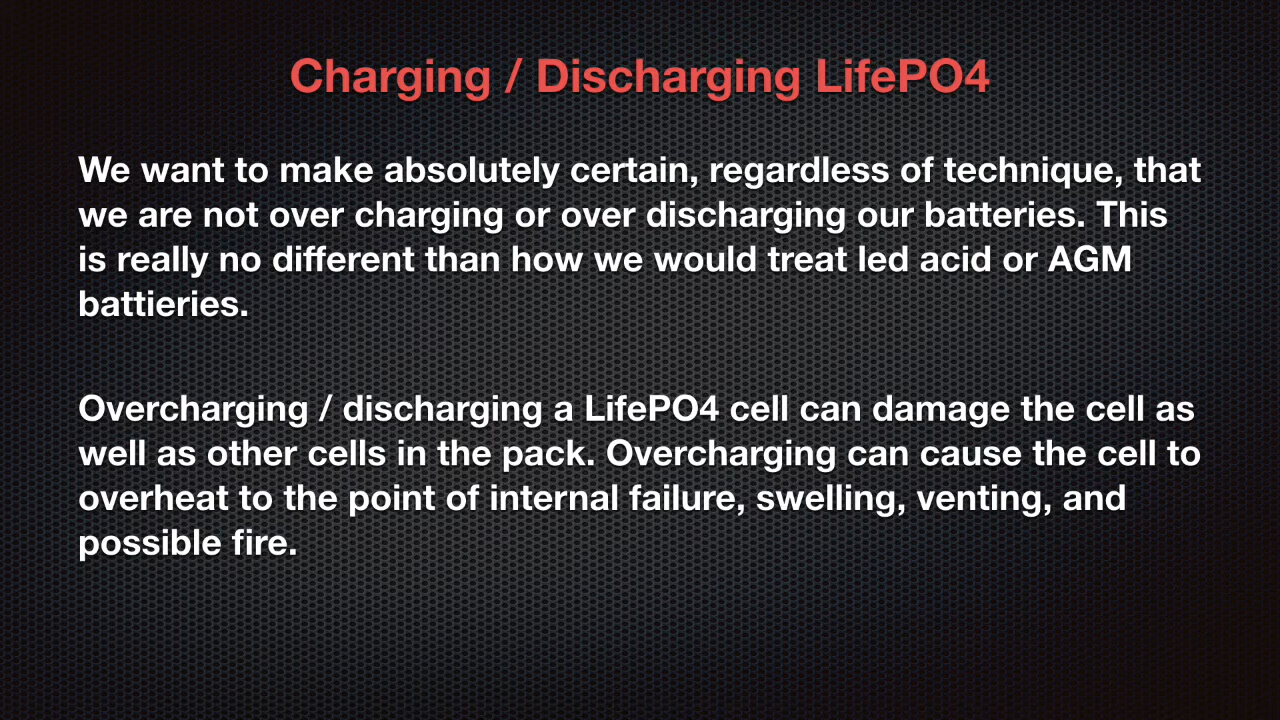 Charging / Discharging LifePO4
We want to make absolutely certain, regardless of technique, that
we are not over charging or over discharging our batteries. This
is really no different than how we would treat led acid or AGM
battieries.
Overcharging / discharging a LifePO4 cell can damage the cell as
well as other cells in the pack. Overcharging can cause the cell to
overheat to the point of internal failure, swelling, venting, and
possible fire.